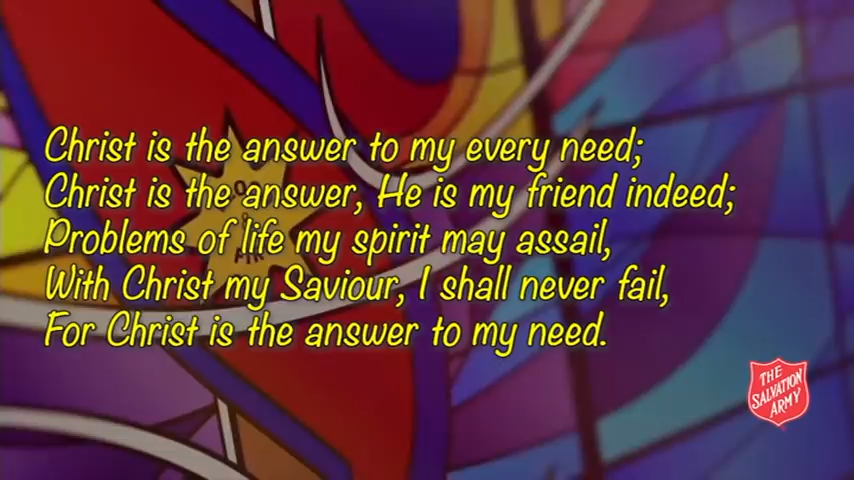 Christ is the answer to my every need;
Christ is the answer, He is my friend indeed;
Problems of life my spirit may assail,
With Christ my Saviour, I shall never fail,
For Christ is the answer to my need.
THE
SALVATION
ARMY